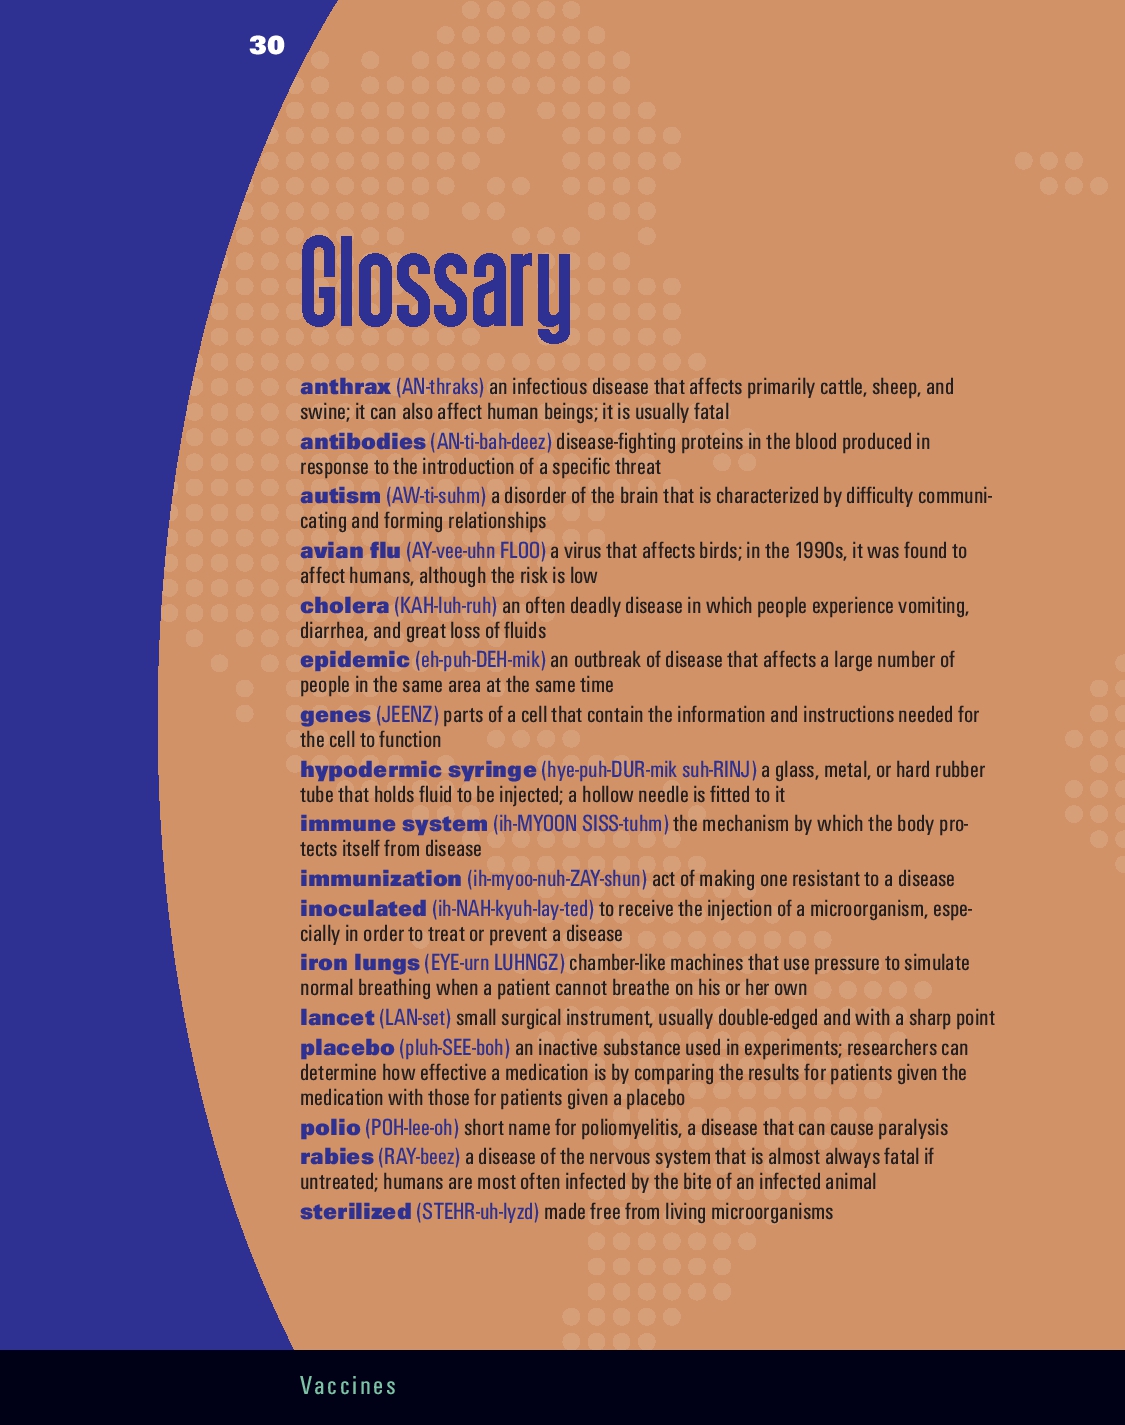 30
Glossary
anthrax (AN-thraks) an infectious disease that affects primarily cattle, sheep, and
swine; it can also affect human beings; it is usually fatal
antibodies (AN-ti-bah-deez) disease-fighting proteins in the blood produced in
response to the introduction of a specific threat
autism (AW-ti-suhm) a disorder of the brain that is characterized by difficulty communi-
cating and forming relationships
avian flu (AY-vee-uhn FLOO) a virus that affects birds; in the 1990s, it was found to
affect humans, although the risk is low
cholera (KAH-luh-ruh) an often deadly disease in which people experience vomiting,
diarrhea, and great loss of fluids
epidemic (eh-puh-DEH-mik) an outbreak of disease that affects a large number of
people in the same area at the same time
genes (JEENZ) parts of a cell that contain the information and instructions needed for
the cell to function
hypodermic syringe (hye-puh-DUR-mik suh-RINJ) a glass, metal, or hard rubber
tube that holds fluid to be injected; a hollow needle is fitted to it
immune system (ih-MYOON SISS-tuhm) the mechanism by which the body pro-
tects itself from disease
immunization (ih-myoo-nuh-ZAY-shun) act of making one resistant to a disease
inoculated (ih-NAH-kyuh-lay-ted) to receive the injection of a microorganism, espe-
cially in order to treat or prevent a disease
iron lungs (EYE-urn LUHNGZ) chamber-like machines that use pressure to simulate
normal breathing when a patient cannot breathe on his or her own
lancet (LAN-set) small surgical instrument, usually double-edged and with a sharp point
placebo (pluh-SEE-boh) an inactive substance used in experiments; researchers can
determine how effective a medication is by comparing the results for patients given the
medication with those for patients given a placebo
polio (POH-lee-oh) short name for poliomyelitis, a disease that can cause paralysis
rabies (RAY-beez) a disease of the nervous system that is almost always fatal if
untreated; humans are most often infected by the bite of an infected animal
sterilized (STEHR-uh-lyzd) made free from living microorganisms
Vaccines